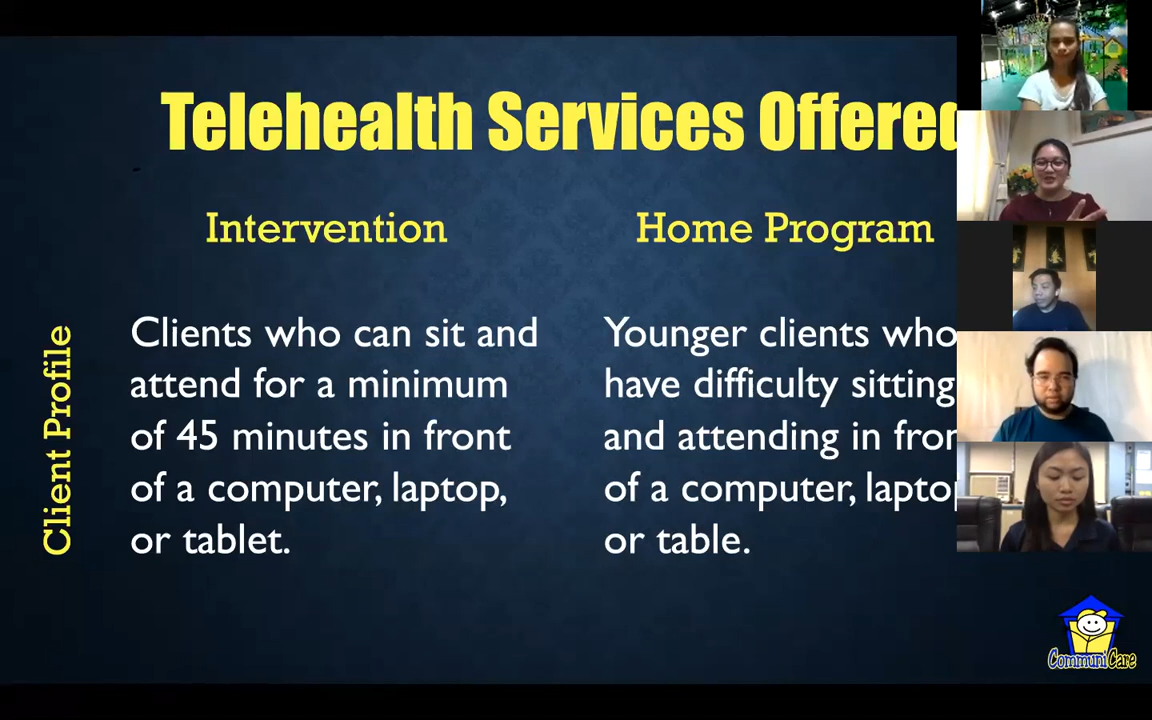 Telehealth Services Offered
Intervention
Home Program
Client Profile
Clients who can sit and
attend for a minimum
of 45 minutes in front
of a computer, laptop,
or tablet.
Younger clients who
have difficulty sitting
and attending in fron
of a computer, laptop
or table.
CommuniCare